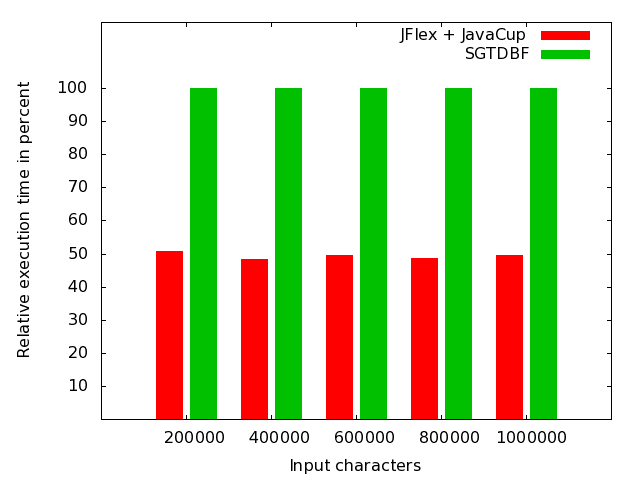 JFlex + JavaCup
SGTDBF
Relative execution time in percent
100
90
80
70
60
50
40
30
20
10
200000 400000 600000 800000 1000000
Input characters